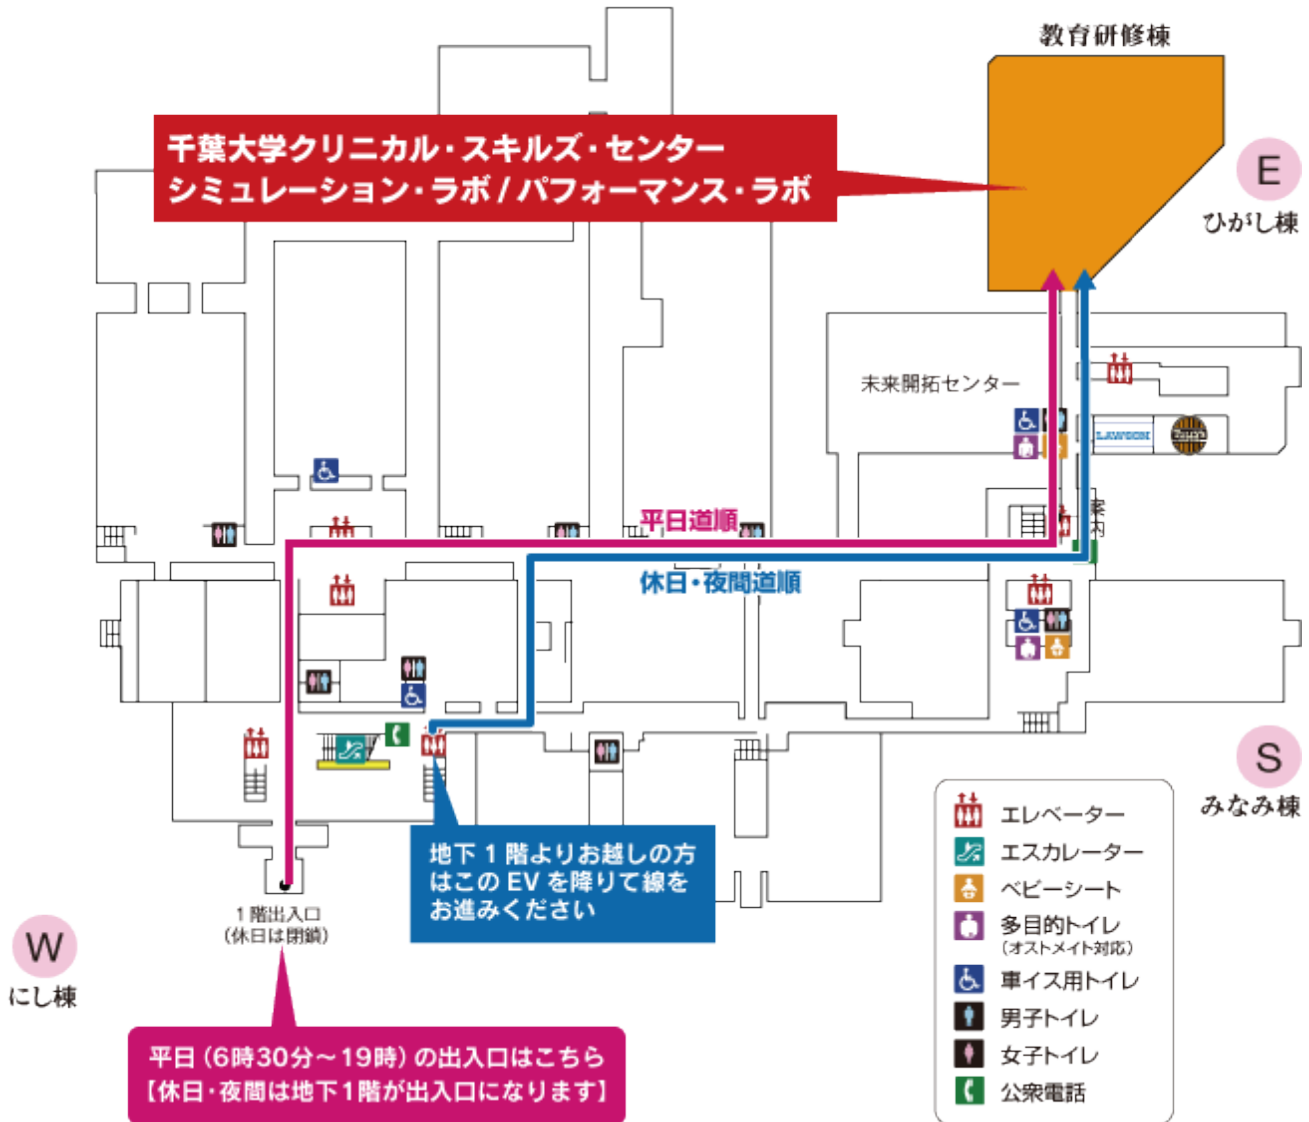 教育研修棟
千葉大学クリニカル・スキルズ・センター
シミュレーション・ラボ / パフォーマンス・ラボ
E
ひがし棟
未来開拓センター
LAWSON
平日道順
案内
休日・夜間道順
S
みなみ棟
地下 1 階よりお越しの方
はこの EV を降りて線を
お進みください
1 階出入口
(休日は閉鎖)
W
にし棟
平日 (6時30分～19時) の出入口はこちら
【休日・夜間は地下1階が出入口になります】
エレベーター
エスカレーター
ベビーシート
多目的トイレ
(オストメイト対応)
車イス用トイレ
男子トイレ
女子トイレ
公衆電話